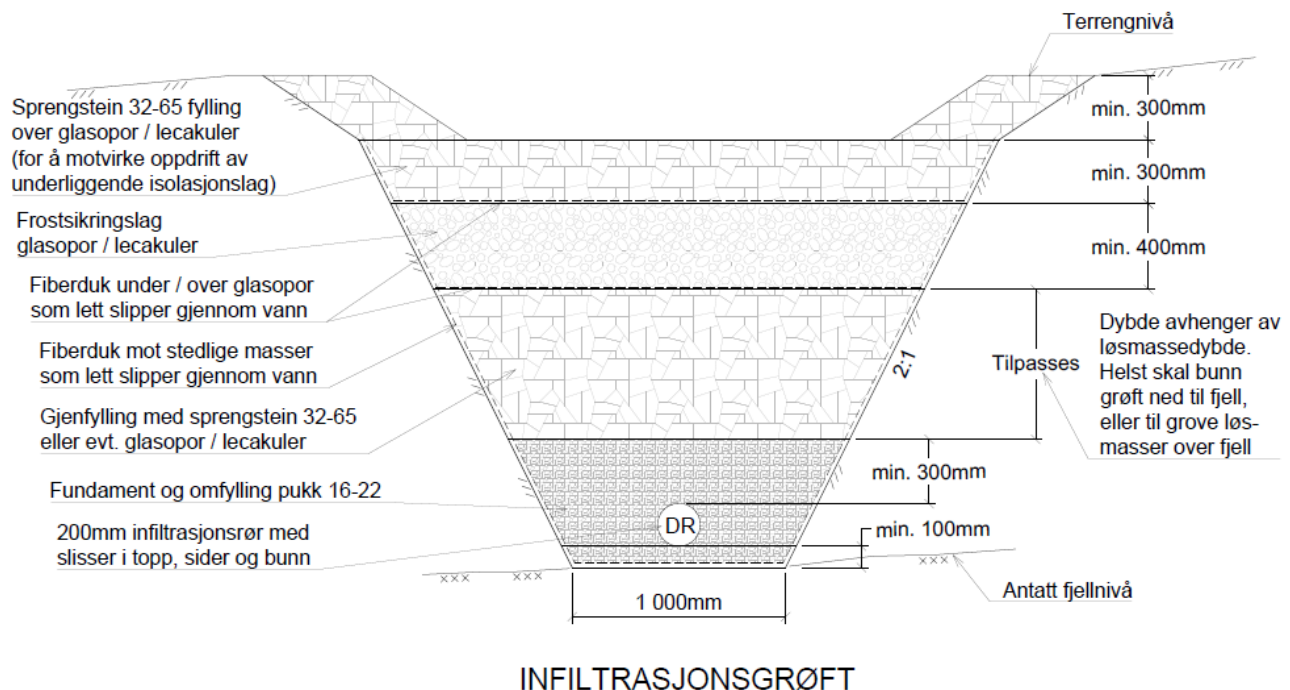 Terrengnivå
Sprengstein 32-65 fylling
over glasopor / lecakuler
(for å motvirke oppdrift av
underliggende isolasjonslag)
Frostsikringslag
glasopor / lecakuler
Fiberduk under / over glasopor
som lett slipper gjennom vann
Fiberduk mot stedlige masser
som lett slipper gjennom vann
Gjenfylling med sprengstein 32-65
eller evt. glasopor / lecakuler
Fundament og omfylling pukk 16-22
200mm infiltrasjonsrør med
slisser i topp, sider og bunn
DR
2:1
min. 300mm
min. 300mm
min. 400mm
Tilpasses
Dybde avhenger av
løsmassedybde.
Helst skal bunn
grøft ned til fjell,
eller til grove løs-
masser over fjell
min. 300mm
min. 100mm
Antatt fjellnivå
1 000mm
INFILTRASJONSGRØFT